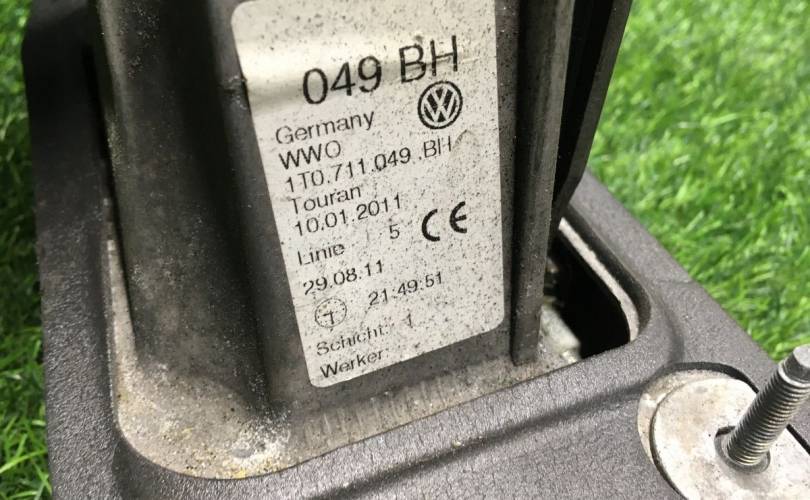 049 BH
Germany
WWO
1T0.711.049 .BH
Touran
10.01.2011
Linie 5 CE
29.08.11
21:49:51
Schicht: 1
Werker